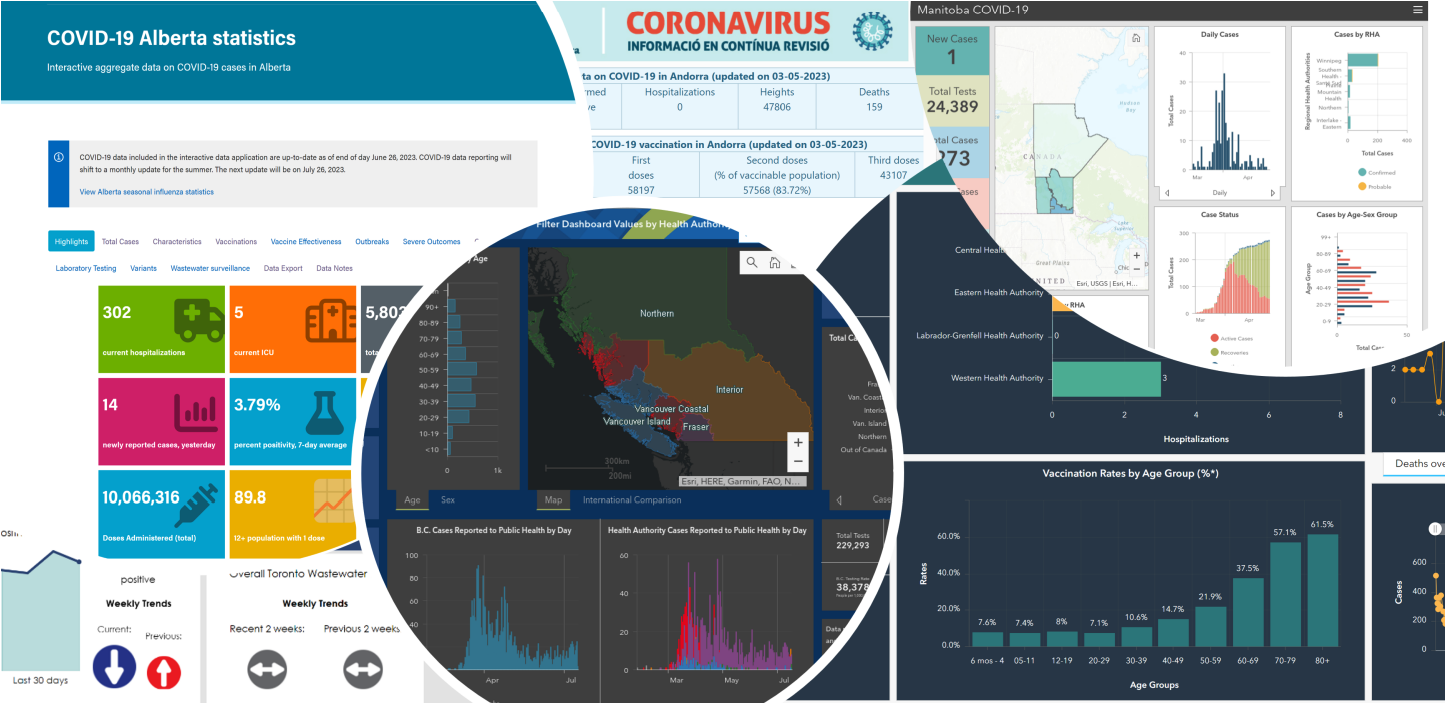 COVID-19 Alberta statistics
Interactive aggregate data on COVID-19 cases in Alberta
COVID-19 data included in the interactive data application are up-to-date as of end of day June 26, 2023. COVID-19 data reporting will
shift to a monthly update for the summer. The next update will be on July 26, 2023.
View Alberta seasonal influenza statistics
Highlights Total Cases Characteristics Vaccinations Vaccine Effectiveness Outbreaks Severe Outcomes
Laboratory Testing Variants Wastewater surveillance Data Export Data Notes
302
current hospitalizations
5
current ICU
5,802
14
newly reported cases, yesterday
3.79%
percent positivity, 7-day average
10,066,316
Doses Administered (total)
89.8
12+ population with 1 dose
Last 30 days
positive
Weekly Trends
Current: Previous:
Overall Toronto Wastewater
Weekly Trends
Recent 2 weeks: Previous 2 weeks
CORONAVIRUS
INFORMACIÓ EN CONTÍNUA REVISIÓ
on COVID-19 in Andorra (updated on 03-05-2023)
Hospitalizations Heights Deaths
0 47806 159
COVID-19 vaccination in Andorra (updated on 03-05-2023)
First Second doses Third doses
doses (% of vaccinable population) 43107
58197 57568 (83.72%)
Manitoba COVID-19
New Cases
1
Total Tests
24,389
Cases
273
Cases
Hudson
Bay
CANADA
Great Plains
Esri, USGS | Esri, H...
+
−
Daily Cases
Total Cases
40
30
20
10
0
Mar Apr
Daily
Cases by RHA
Regional Health Authorities
Winnipeg
Southern
Health -
Mountain
Health
Northern
Interlake -
Eastern
0 200 400
Total Cases
Confirmed
Probable
Case Status
Total Cases
300
200
100
0
Mar Apr
Active Cases
Recoveries
Cases by Age-Sex Group
Age Group
99+
80-89
60-69
40-49
20-29
0-9
0 50
RHA
Filter Dashboard Values by Health
Age
90+
80-89
70-79
60-69
50-59
40-49
30-39
20-29
10-19
<10
0 1k
Age Sex
Northern
Interior
Vancouver Coastal
Vancouver Island
Fraser
300km
200mi
+
−
Esri, HERE, Garmin, FAO, N...
Map International Comparison
Total
Van. Coast
Interior
Van. Island
Northern
Out of Canada
B.C. Cases Reported to Public Health by Day
100
80
60
40
Apr Jul
Health Authority Cases Reported to Public Health by Day
60
40
20
0
Mar May Jul
Total Tests
229,293
38,378
Data
Central
Eastern Health Authority
Labrador-Grenfell Health Authority 0
Western Health Authority 3
0 2 4 6 8
Hospitalizations
Vaccination Rates by Age Group (%*)
Rates
60.0%
40.0%
20.0%
0.0%
7.6% 7.4% 8% 7.1% 10.6% 14.7% 21.9% 37.5% 57.1% 61.5%
6 mos - 4 05-11 12-19 20-29 30-39 40-49 50-59 60-69 70-79 80+
Age Groups
2
0
Deaths
Cases
600
400
200
0